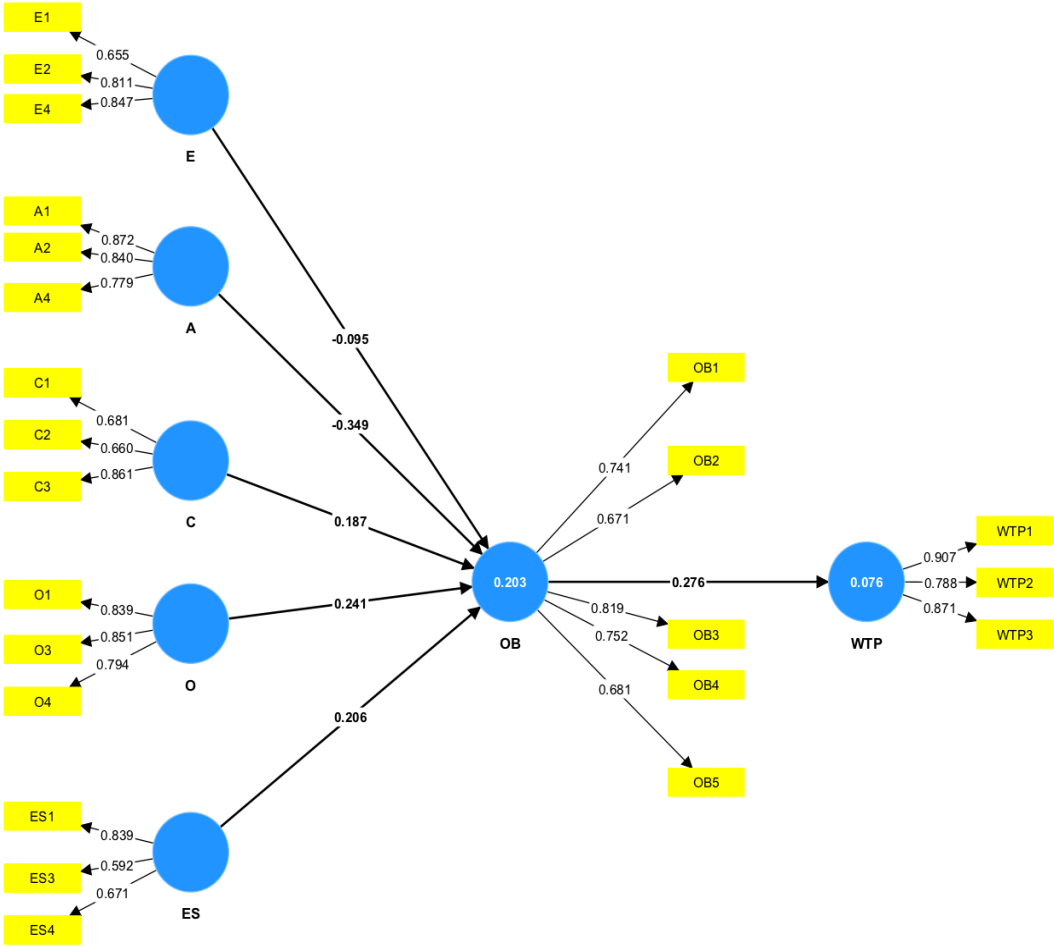 E1
0.655
E2
0.811
E4
0.847
E
A1
0.872
A2
0.840
A4
0.779
A
-0.095
-0.349
C1
0.681
C2
0.660
C3
0.861
C
0.187
O1
0.839
O3
0.851
O4
0.794
O
0.241
ES1
0.839
ES3
0.592
ES4
0.671
ES
0.206
0.203
OB
OB1
0.741
OB2
0.671
OB3
0.819
OB4
0.752
OB5
0.681
0.276
0.076
WTP
WTP1
0.907
WTP2
0.788
WTP3
0.871